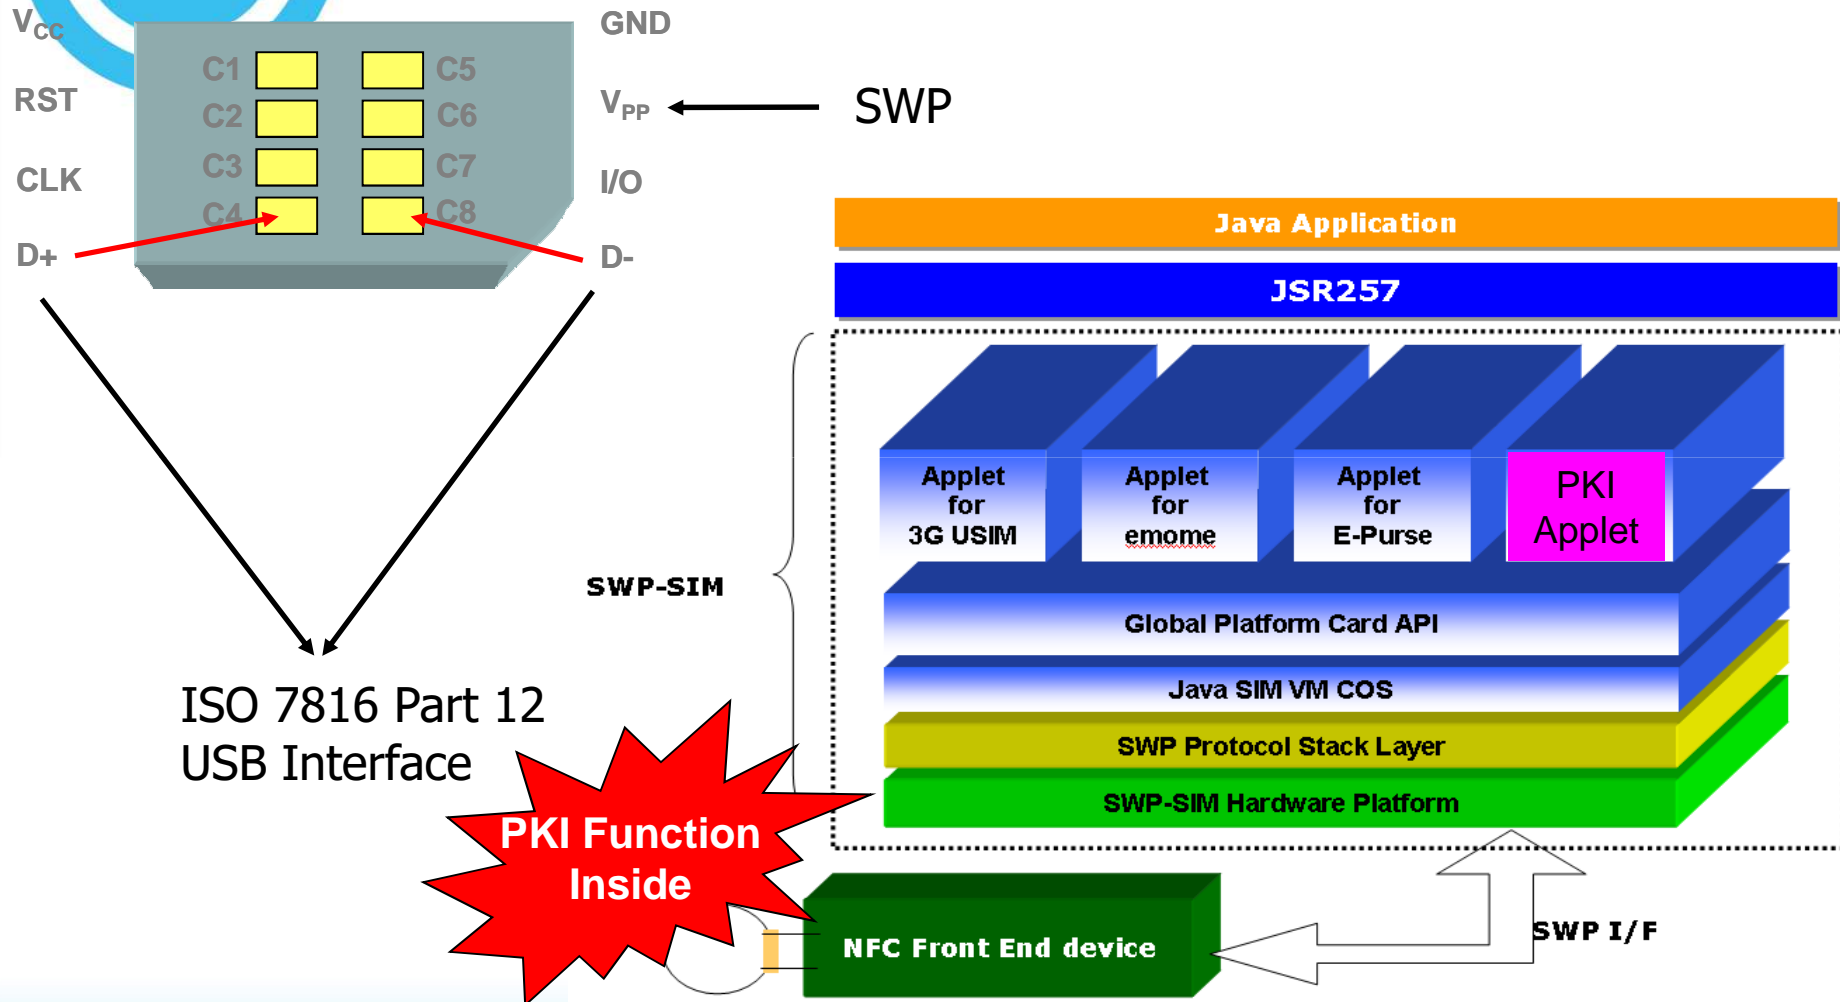 VCC
GND
C1
C5
RST
C2
C6
VPP
SWP
CLK
C3
C7
I/O
C4
C8
D+
D-
ISO 7816 Part 12
USB Interface
Java Application
JSR257
SWP-SIM
Applet
for
3G USIM
Applet
for
emome
Applet
for
E-Purse
PKI
Applet
Global Platform Card API
Java SIM VM COS
SWP Protocol Stack Layer
SWP-SIM Hardware Platform
PKI Function
Inside
NFC Front End device
SWP I/F